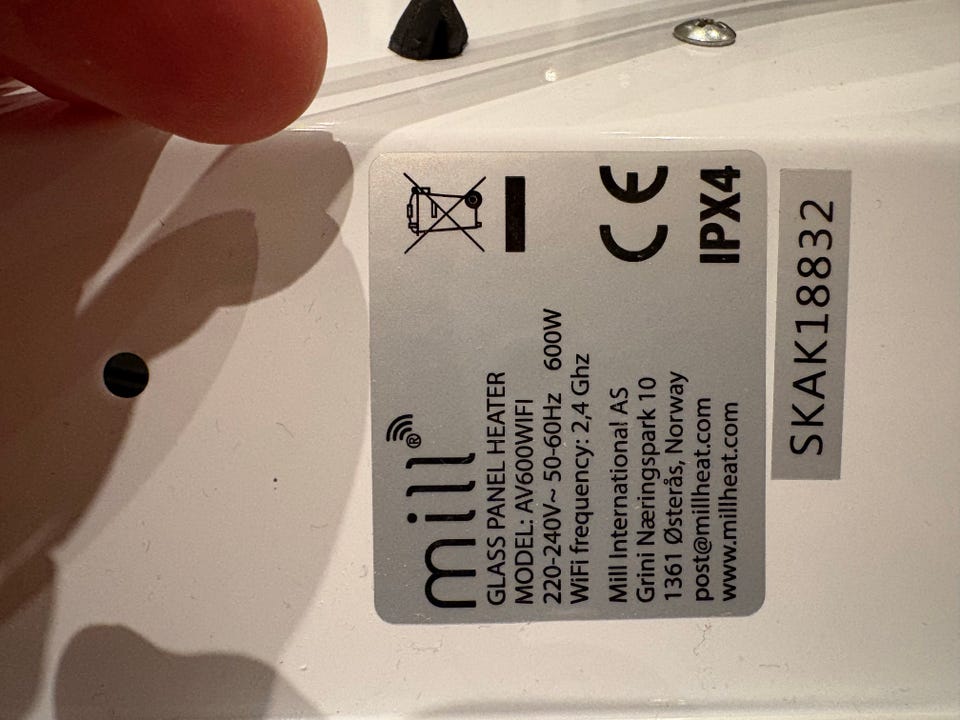 mill®
GLASS PANEL HEATER
MODEL: AV600WIFI
220-240V~ 50-60Hz 600W
WiFi frequency: 2,4 Ghz
Mill International AS
Grini Næringspark 10
1361 Østerås, Norway
post@millheat.com
www.millheat.com
CE
IPX4
SKAK18832